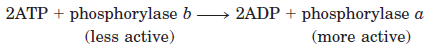 2ATP + phosphorylase b ⟶ 2ADP + phosphorylase a
(less active) (more active)